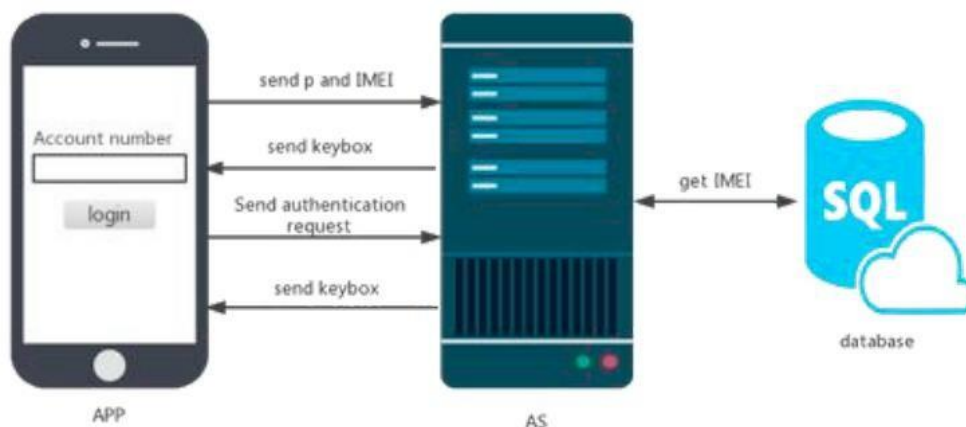 send p and IMEI
Account number
send keybox
login
Send authentication
request
send keybox
get IMEI
SQL
database
APP
AS